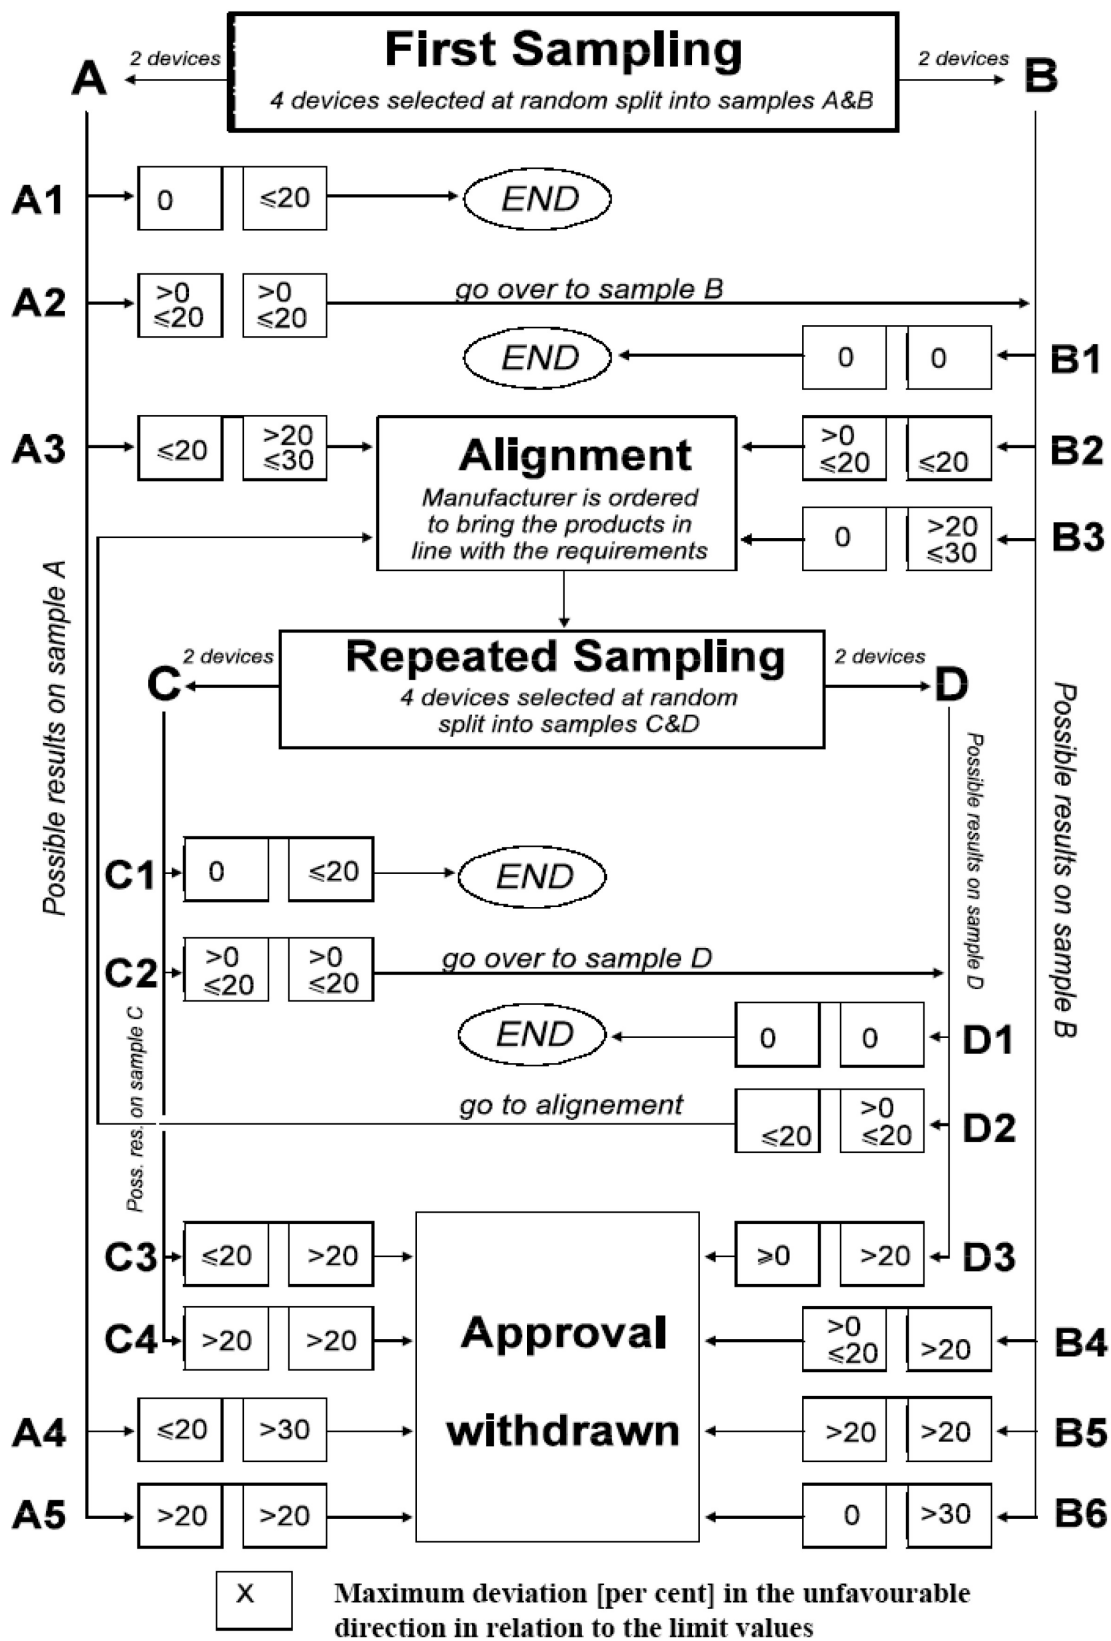 First Sampling
4 devices selected at random split into samples A&B
A
2 devices
2 devices
B
A1
0
⩽20
END
A2
>0
⩽20
>0
⩽20
go over to sample B
END
0
0
B1
A3
⩽20
>20
⩽30
Alignment
Manufacturer is ordered
to bring the products in
line with the requirements
>0
⩽20
⩽20
B2
0
>20
⩽30
B3
Possible results on sample A
Possible results on sample B
Repeated Sampling
4 devices selected at random
split into samples C&D
C
2 devices
2 devices
D
Possible results on sample D
C1
0
⩽20
END
C2
>0
⩽20
>0
⩽20
go over to sample D
Poss. res. on sample C
END
0
0
D1
go to alignement
⩽20
>0
⩽20
D2
C3
⩽20
>20
Approval
withdrawn
⩾0
>20
D3
C4
>20
>20
>0
⩽20
>20
B4
A4
⩽20
>30
>20
>20
B5
A5
>20
>20
0
>30
B6
X
Maximum deviation [per cent] in the unfavourable
direction in relation to the limit values